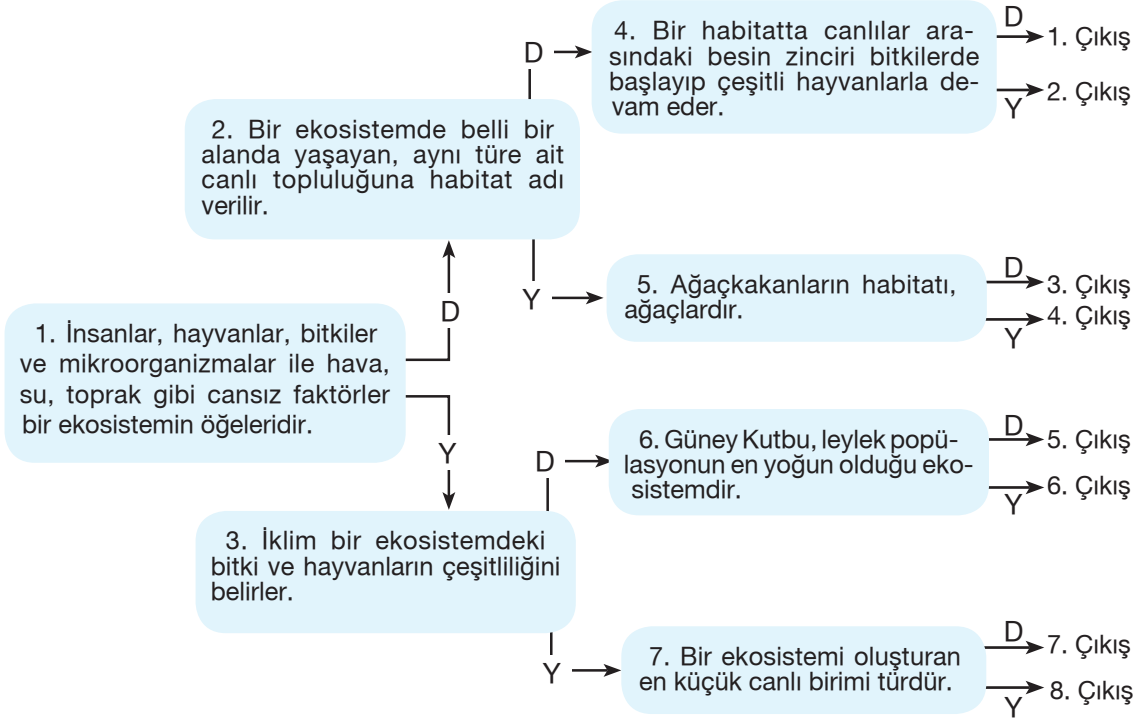 4. Bir habitatta canlılar ara-
sındaki besin zinciri bitkilerde
başlayıp çeşitli hayvanlarla de-
vam eder.
D
D
1. Çıkış
Y
2. Çıkış
2. Bir ekosistemde belli bir
alanda yaşayan, aynı türe ait
canlı topluluğuna habitat adı
verilir.
Y
5. Ağaçkakanların habitatı,
ağaçlardır.
D
3. Çıkış
Y
4. Çıkış
1. İnsanlar, hayvanlar, bitkiler
ve mikroorganizmalar ile hava,
su, toprak gibi cansız faktörler
bir ekosistemin öğeleridir.
D
Y
6. Güney Kutbu, leylek popü-
lasyonun en yoğun olduğu eko-
sistemdir.
D
D
5. Çıkış
Y
6. Çıkış
3. İklim bir ekosistemdeki
bitki ve hayvanların çeşitliliğini
belirler.
Y
7. Bir ekosistemi oluşturan
en küçük canlı birimi türdür.
D
7. Çıkış
Y
8. Çıkış